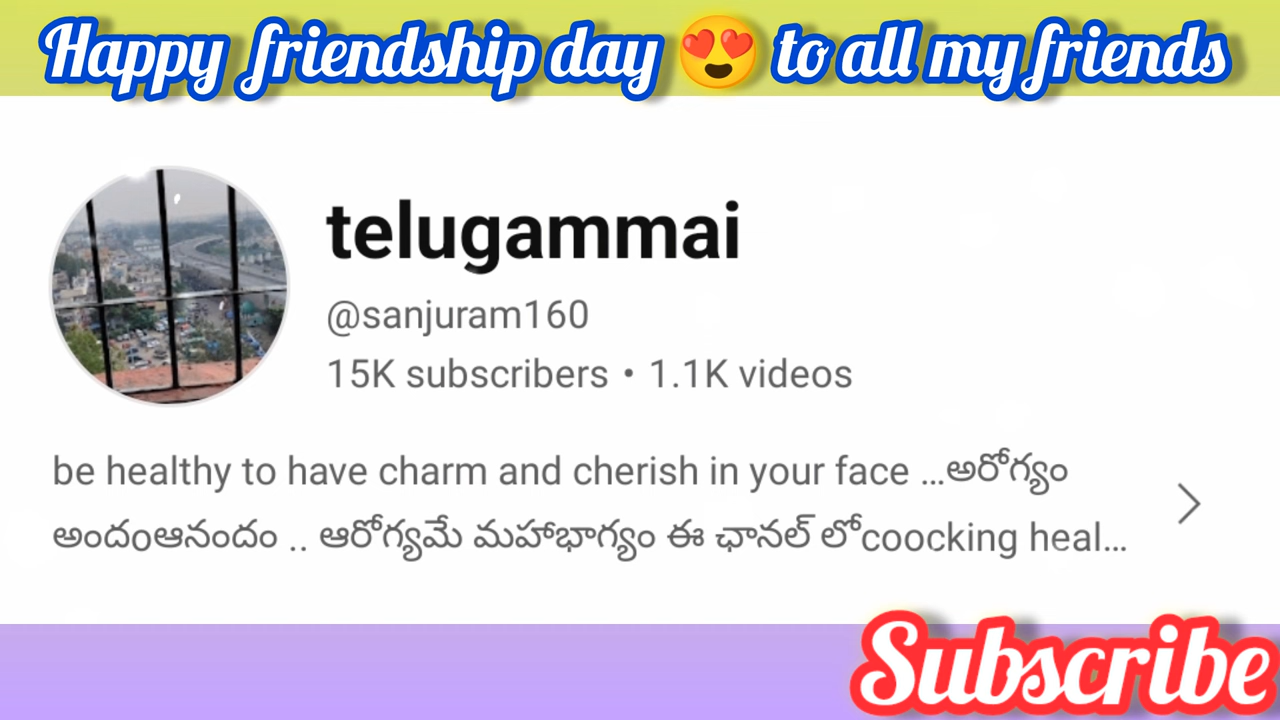 Happy friendship day 😍 to all my friends
telugammai
@sanjuram160
15K subscribers • 1.1K videos
be healthy to have charm and cherish in your face ...అరోగ్యం
అందంఆనందం .. ఆరోగ్యమే మహాభాగ్యం ఈ ఛానల్ లోcoocking heal...
Subscribe